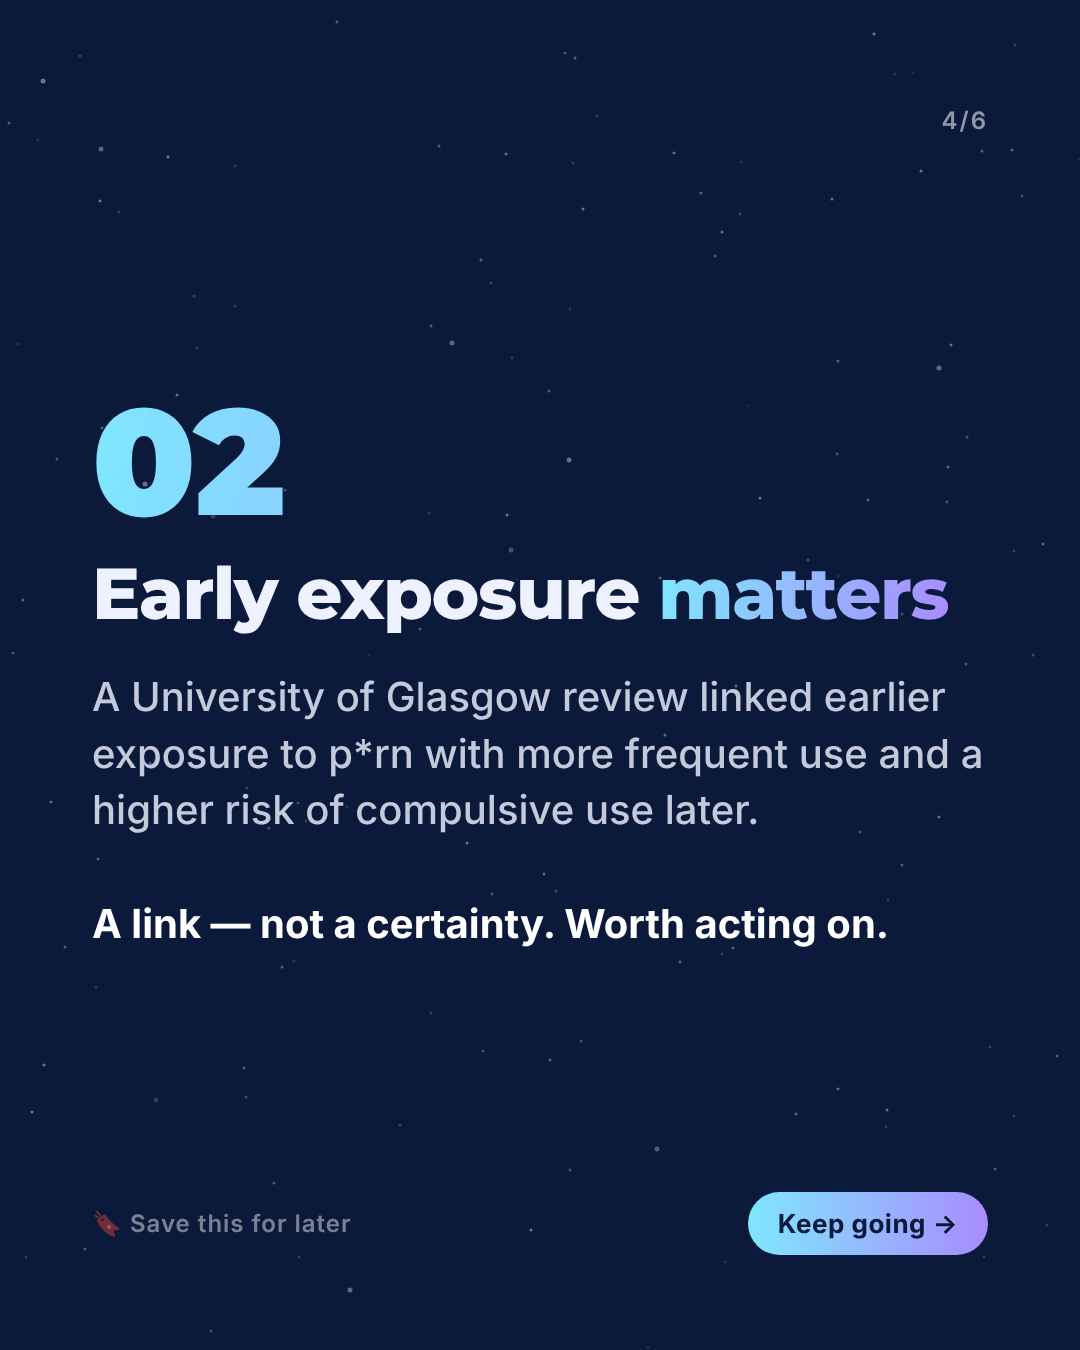 4/6
02
Early exposure matters
A University of Glasgow review linked earlier
exposure to p*rn with more frequent use and a
higher risk of compulsive use later.
A link — not a certainty. Worth acting on.
🔖 Save this for later
Keep going →